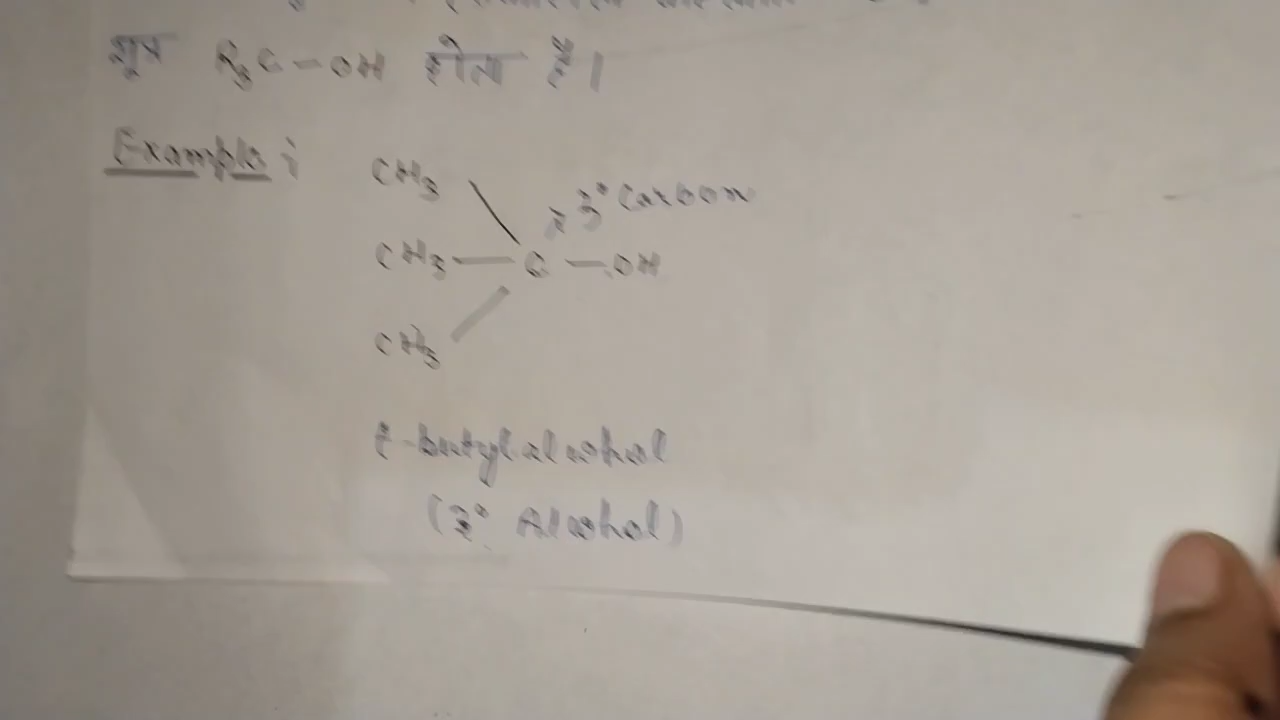 R₃C-OH होता है।
Example:
CH₃
3° Carbon
CH₃ — C — OH
CH₃
t-butyl alcohol
(3° Alcohol)